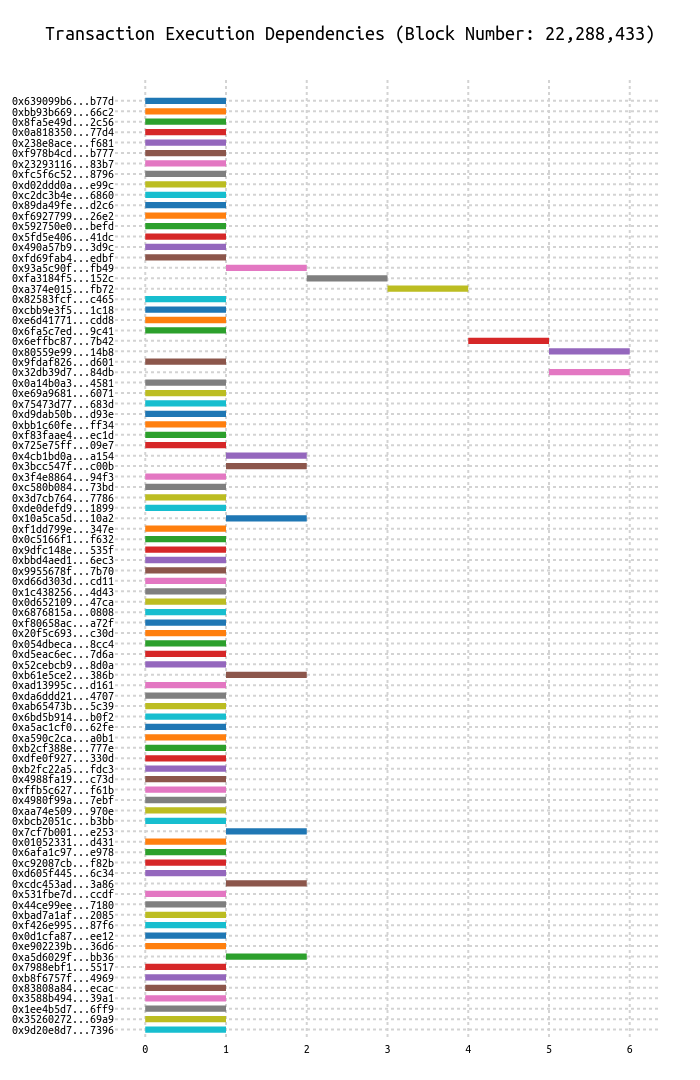 Transaction Execution Dependencies (Block Number: 22,288,433)
0x639099b6...b77d
0xbb93b669...66c2
0x8fa5e49d...2c56
0x0a818350...77d4
0x238e8ace...f681
0xf978b4cd...b777
0x23293116...83b7
0xfc5f6c52...8796
0xd02ddd0a...e99c
0xc2dc3b4e...6860
0x89da49fe...d2c6
0xf6927799...26e2
0x592750e0...befd
0x5fd5e406...41dc
0x490a57b9...3d9c
0xfd69fab4...edbf
0x93a5c90f...fb49
0xfa3184f5...152c
0xa374e015...fb72
0x82583fcf...c465
0xcbb9e3f5...1c18
0xe6d41771...cdd8
0x6fa5c7ed...9c41
0x6effbc87...7b42
0x80559e99...14b8
0x9fdaf826...d601
0x32db39d7...84db
0x0a14b0a3...4581
0xe69a9681...6071
0x75473d77...683d
0xd9dab50b...d93e
0xbb1c60fe...ff34
0xf83faae4...ec1d
0x725e75ff...09e7
0x4cb1bd0a...a154
0x3bcc547f...c00b
0x3f4e8864...94f3
0xc580b084...73bd
0x3d7cb764...7786
0xde0defd9...1899
0x10a5ca5d...10a2
0xf1dd799e...347e
0x0c5166f1...f632
0x9dfc148e...535f
0xbbd4aed1...6ec3
0x9955678f...7b70
0xd66d303d...cd11
0x1c438256...4d43
0x0d652109...47ca
0x6876815a...0808
0xf80658ac...a72f
0x20f5c693...c30d
0x054dbeca...8cc4
0xd5eac6ec...7d6a
0x52cebcb9...8d0a
0xb61e5ce2...386b
0xad13995c...d161
0xda6ddd21...4707
0xab65473b...5c39
0x6bd5b914...b0f2
0xa5ac1cf0...62fe
0xa590c2ca...a0b1
0xb2cf388e...777e
0xdfe0f927...330d
0xb2fc22a5...fdc3
0x4988fa19...c73d
0xffb5c627...f61b
0x4980f99a...7ebf
0xaa74e509...970e
0xbcb2051c...b3bb
0x7cf7b001...e253
0x01052331...d431
0x6afa1c97...e978
0xc92087cb...f82b
0xd605f445...6c34
0xcdc453ad...3a86
0x531fbe7d...ccdf
0x44ce99ee...7180
0xbad7a1af...2085
0xf426e995...87f6
0x0d1cfa87...ee12
0xe902239b...36d6
0xa5d6029f...bb36
0x7988ebf1...5517
0xb8f6757f...4969
0x83808a84...ecac
0x3588b494...39a1
0x1ee4b5d7...6ff9
0x35260272...69a9
0x9d20e8d7...7396
0 1 2 3 4 5 6